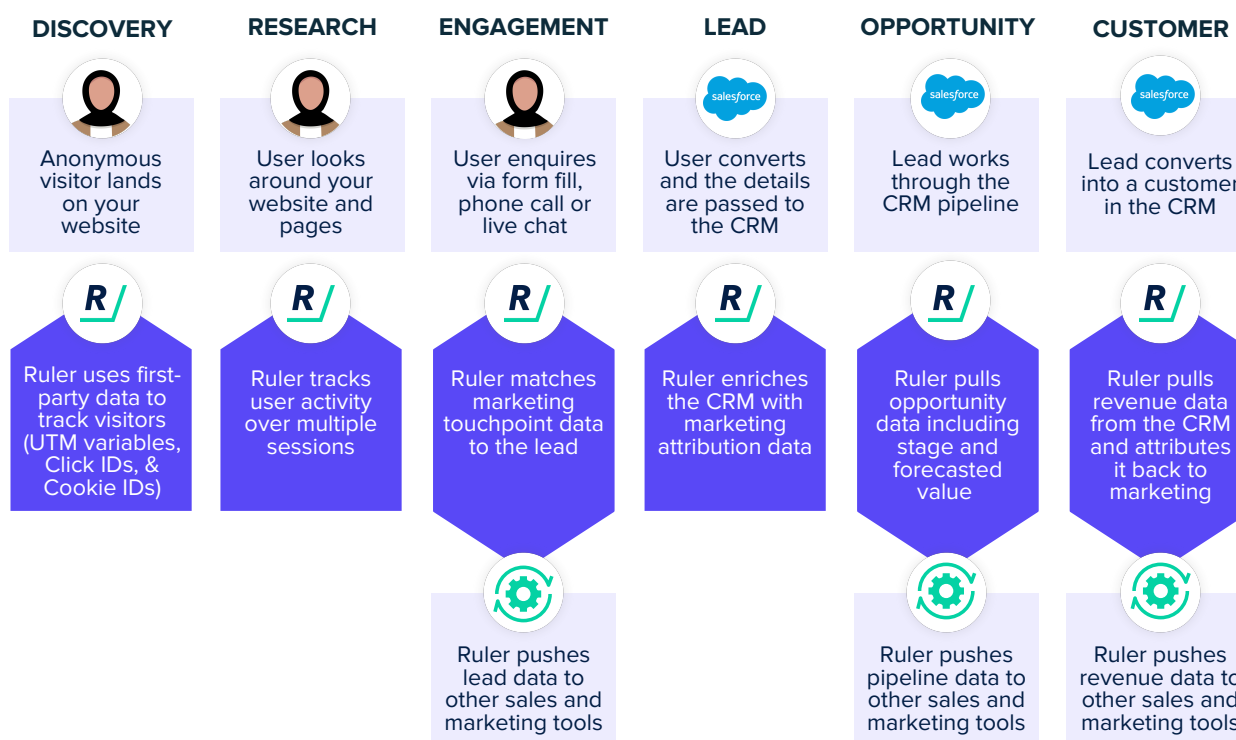 DISCOVERY
RESEARCH
ENGAGEMENT
LEAD
OPPORTUNITY
CUSTOMER
salesforce
salesforce
salesforce
Anonymous
visitor lands
on your
website
User looks
around your
website and
pages
User enquires
via form fill,
phone call or
live chat
User converts
and the details
are passed to
the CRM
Lead works
through the
CRM pipeline
Lead converts
into a customer
in the CRM
R/
R/
R/
R/
R/
R/
Ruler uses first-
party data to
track visitors
(UTM variables,
Click IDs, &
Cookie IDs)
Ruler tracks
user activity
over multiple
sessions
Ruler matches
marketing
touchpoint data
to the lead
Ruler enriches
the CRM with
marketing
attribution data
Ruler pulls
opportunity
data including
stage and
forecasted
value
Ruler pulls
revenue data
from the CRM
and attributes
it back to
marketing
Ruler pushes
lead data to
other sales and
marketing tools
Ruler pushes
pipeline data to
other sales and
marketing tools
Ruler pushes
revenue data to
other sales and
marketing tools